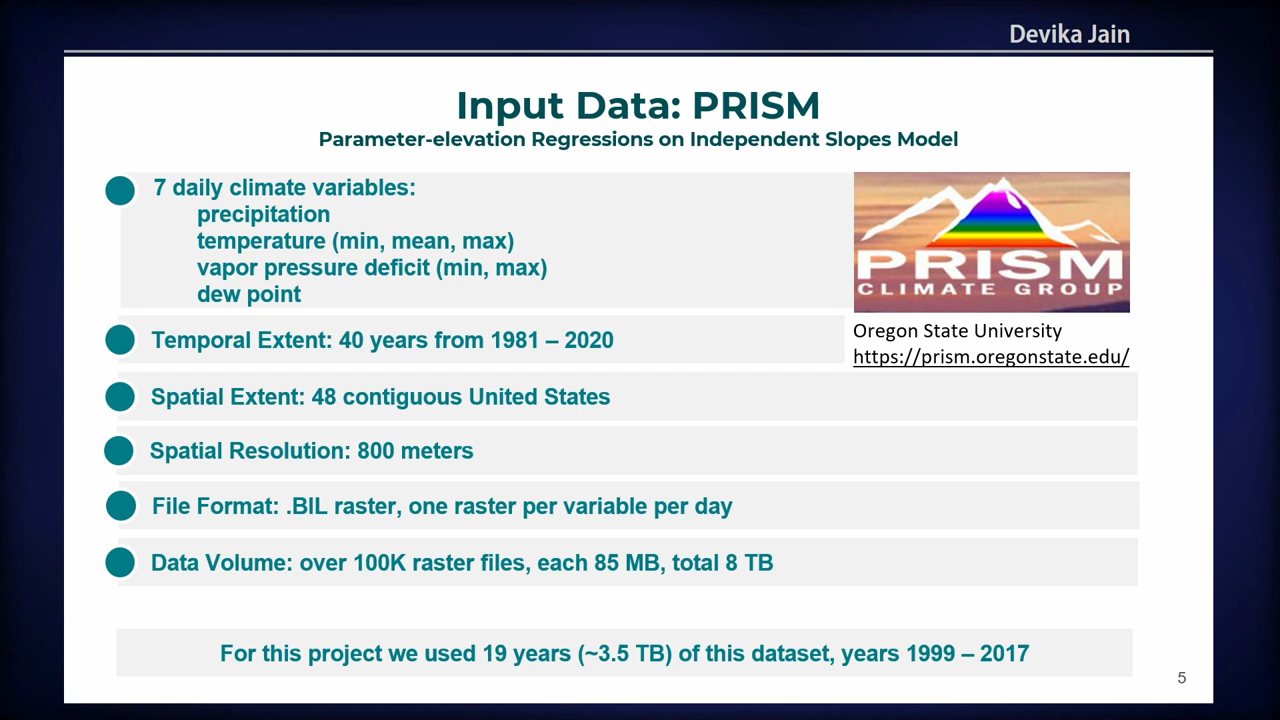 Devika Jain
Input Data: PRISM
Parameter-elevation Regressions on Independent Slopes Model
7 daily climate variables:
precipitation
temperature (min, mean, max)
vapor pressure deficit (min, max)
dew point
PRISM
CLIMATE GROUP
Oregon State University
https://prism.oregonstate.edu/
Temporal Extent: 40 years from 1981 – 2020
Spatial Extent: 48 contiguous United States
Spatial Resolution: 800 meters
File Format: .BIL raster, one raster per variable per day
Data Volume: over 100K raster files, each 85 MB, total 8 TB
For this project we used 19 years (~3.5 TB) of this dataset, years 1999 – 2017
5